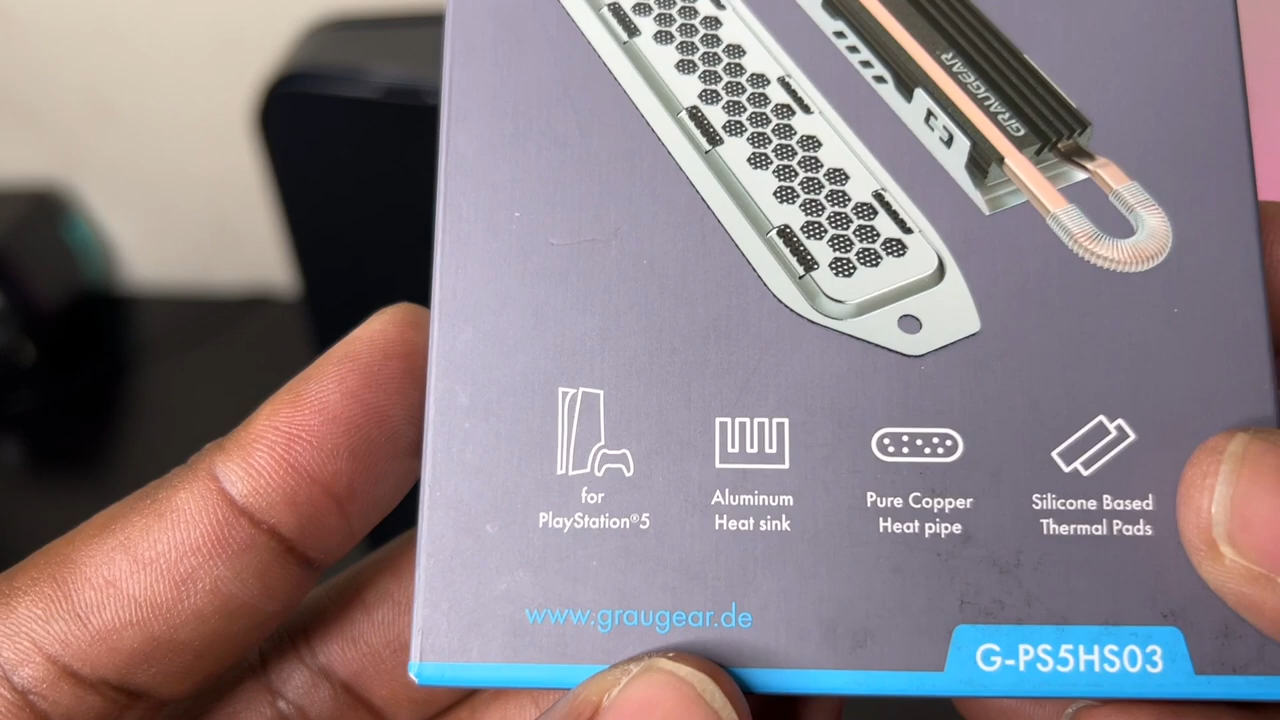 GRAUGEAR
for
PlayStation®5
Aluminum
Heat sink
Pure Copper
Heat pipe
Silicone Based
Thermal Pads
www.graugear.de
G-PS5HS03